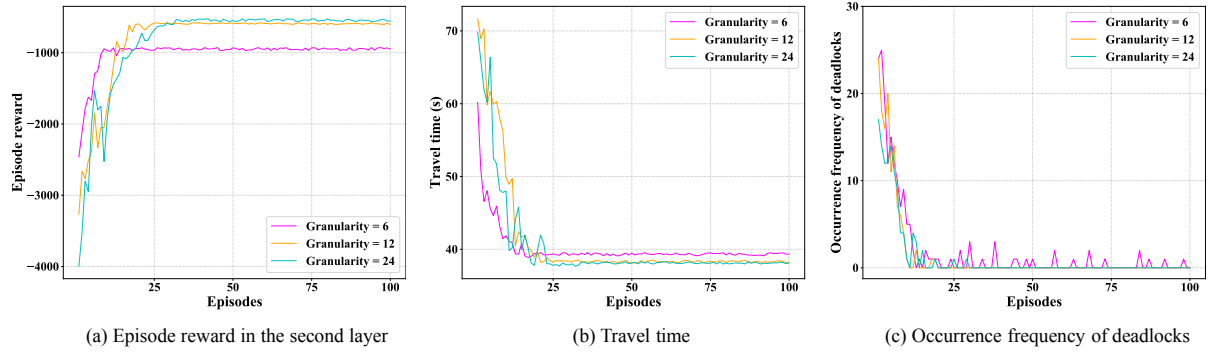 −1000
−2000
−3000
−4000
Episode reward
25
50
75
100
Episodes
Granularity = 6
Granularity = 12
Granularity = 24
(a) Episode reward in the second layer
70
60
50
40
Travel time (s)
25
50
75
100
Episodes
Granularity = 6
Granularity = 12
Granularity = 24
(b) Travel time
30
20
10
0
Occurrence frequency of deadlocks
25
50
75
100
Episodes
Granularity = 6
Granularity = 12
Granularity = 24
(c) Occurrence frequency of deadlocks